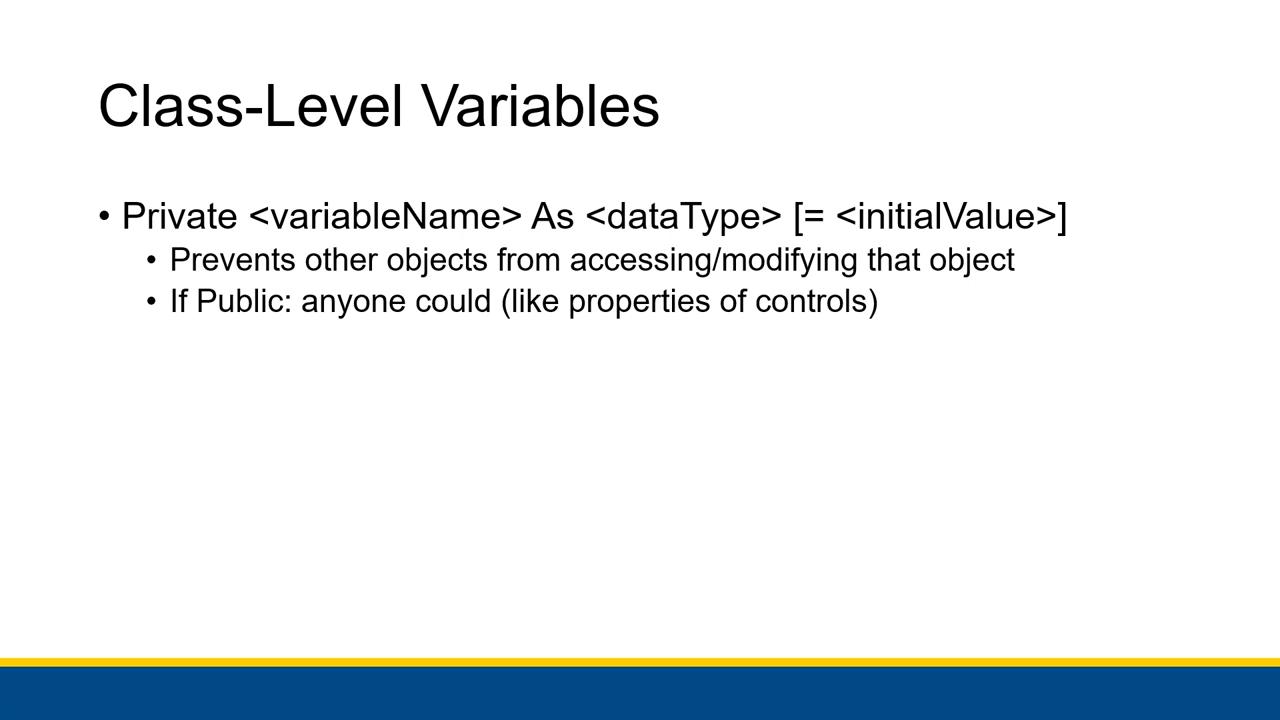 Class-Level Variables
• Private <variableName> As <dataType> [= <initialValue>]
• Prevents other objects from accessing/modifying that object
• If Public: anyone could (like properties of controls)